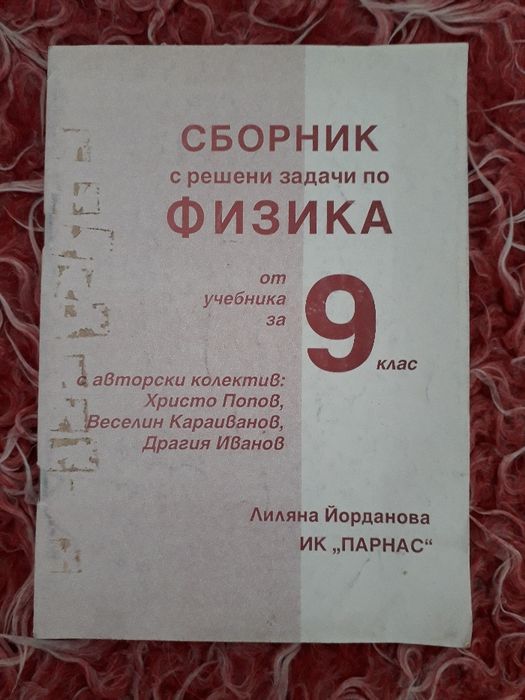 СБОРНИК
с решени задачи по
ФИЗИКА
от
учебника
за
9
клас
с авторски колектив:
Христо Попов,
Веселин Караиванов,
Драгия Иванов
Лиляна Йорданова
ИК „ПАРНАС“